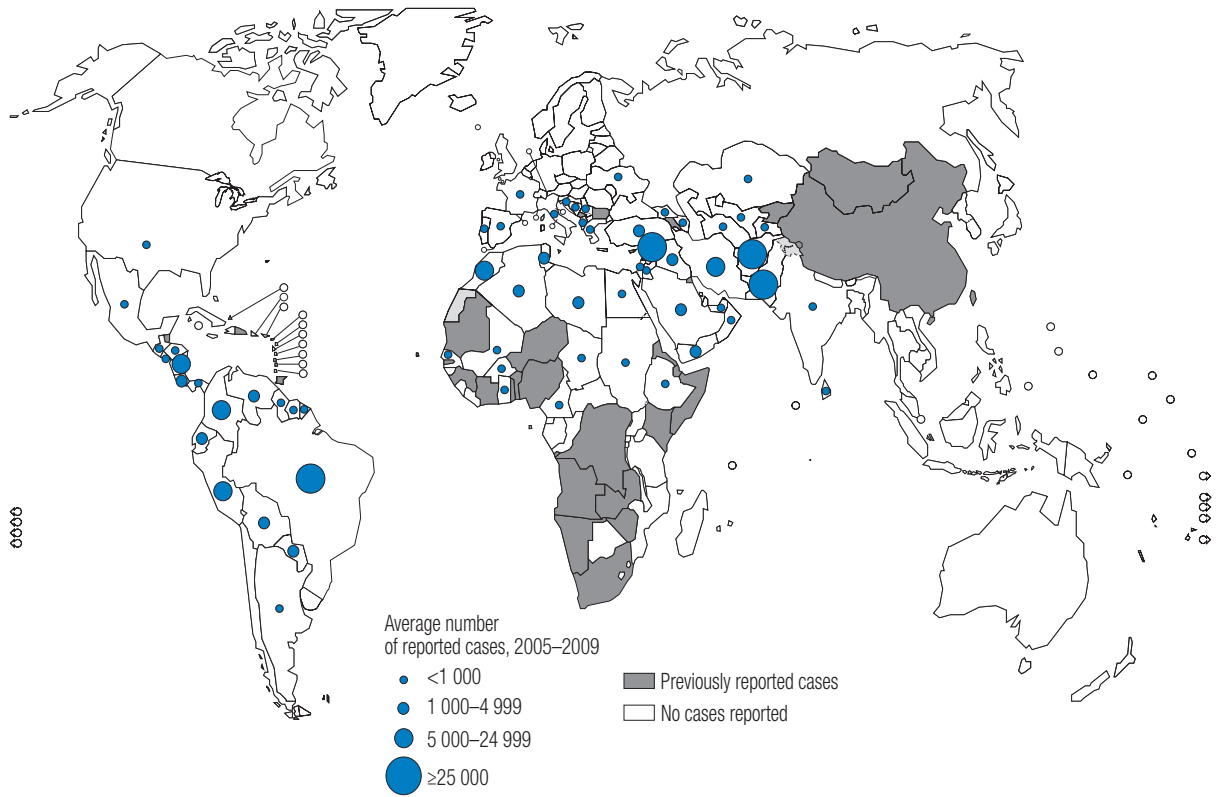 Average number
of reported cases, 2005–2009
<1 000
1 000–4 999
5 000–24 999
≥25 000
Previously reported cases
No cases reported